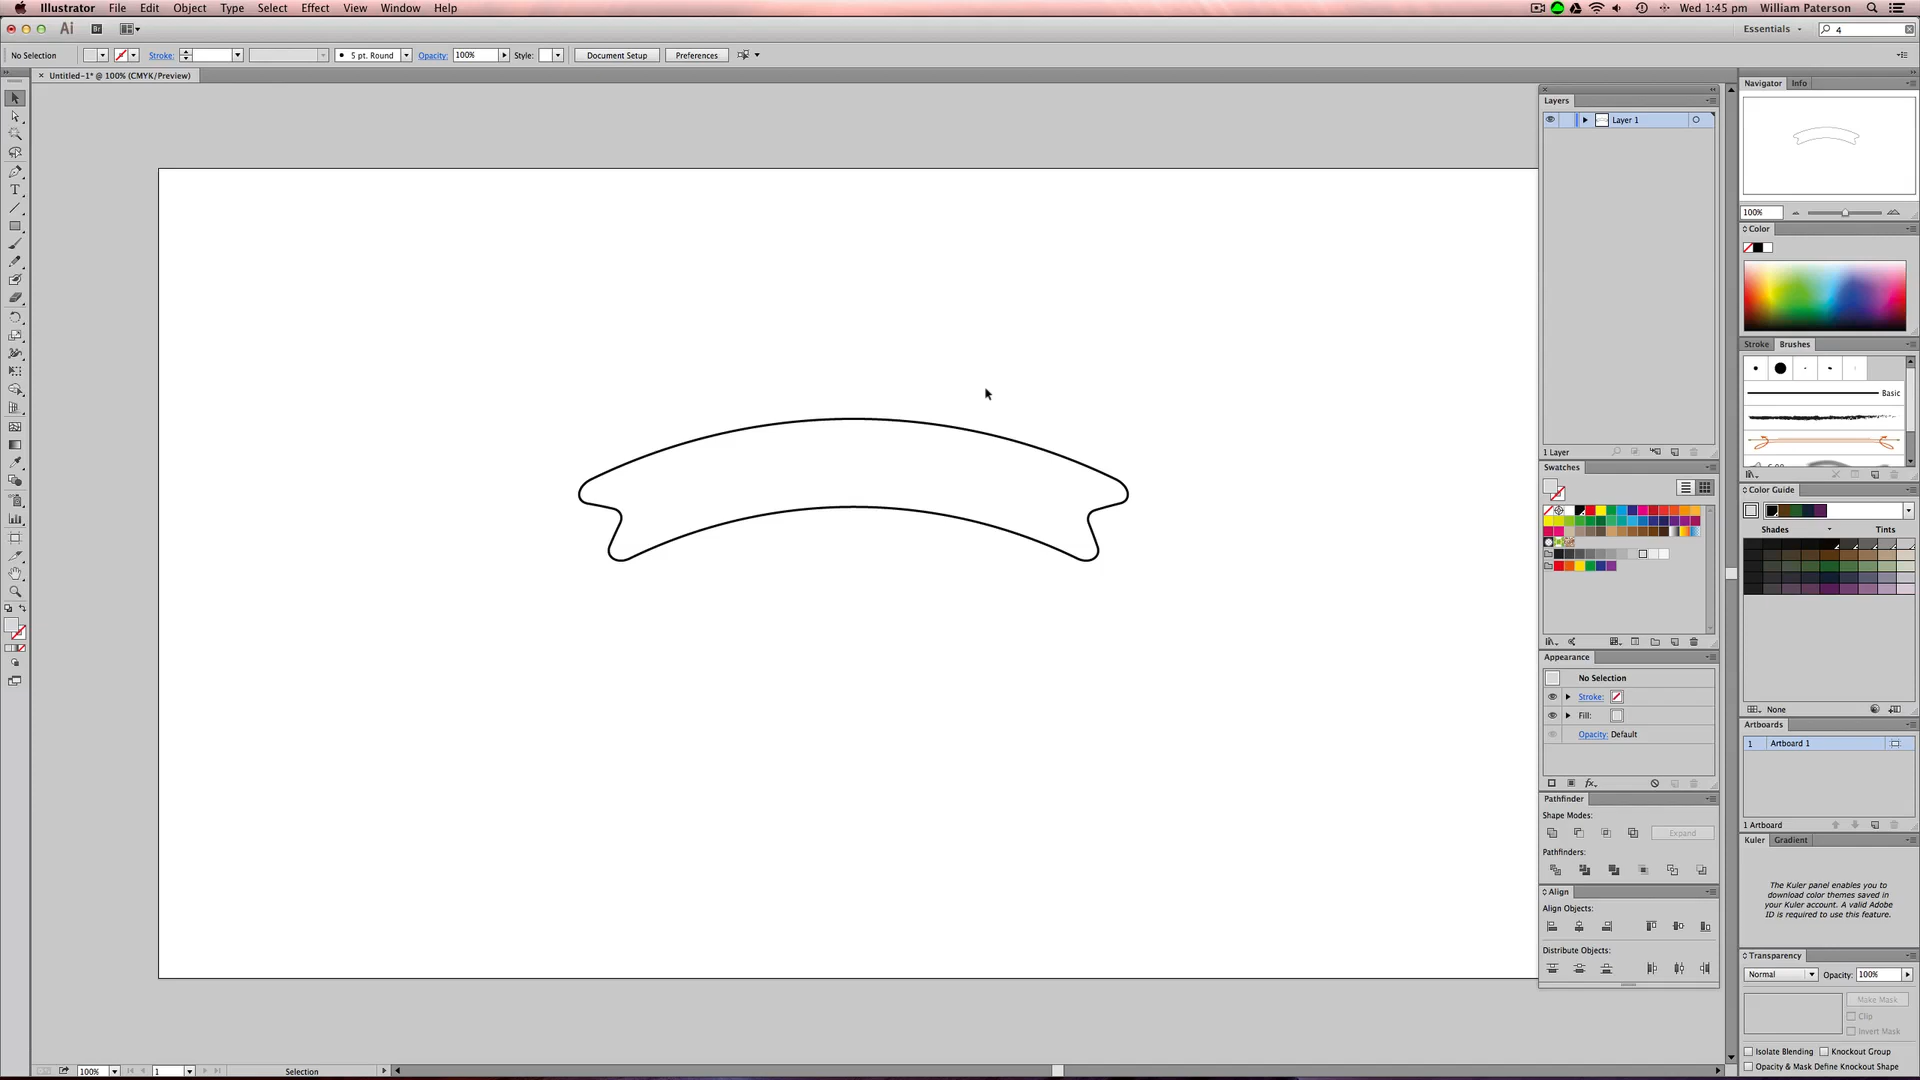 Illustrator File Edit Object Type Select Effect View Window Help
Wed 1:45 pm William Paterson
Ai Br
Essentials 4
No Selection Stroke: 5 pt. Round Opacity: 100% Style: Document Setup Preferences
Untitled-1* @ 100% (CMYK/Preview)
Layers
Layer 1
1 Layer
Swatches
Appearance
No Selection
Stroke:
Fill:
Opacity: Default
fx
Pathfinder
Shape Modes:
Expand
Pathfinders:
Align
Align Objects:
Distribute Objects:
Navigator Info
100%
Color
Stroke Brushes
Basic
Color Guide
Shades Tints
None
Artboards
1 Artboard 1
1 Artboard
Kuler Gradient
The Kuler panel enables you to
download color themes saved in
your Kuler account. A valid Adobe
ID is required to use this feature.
Transparency
Normal Opacity: 100%
Make Mask
Clip
Invert Mask
Isolate Blending Knockout Group
Opacity & Mask Define Knockout Shape
100% 1 Selection